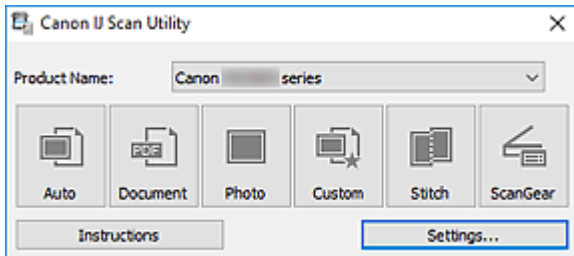 Canon IJ Scan Utility
Product Name: Canon series
PDF
Auto Document Photo Custom Stitch ScanGear
Instructions Settings...